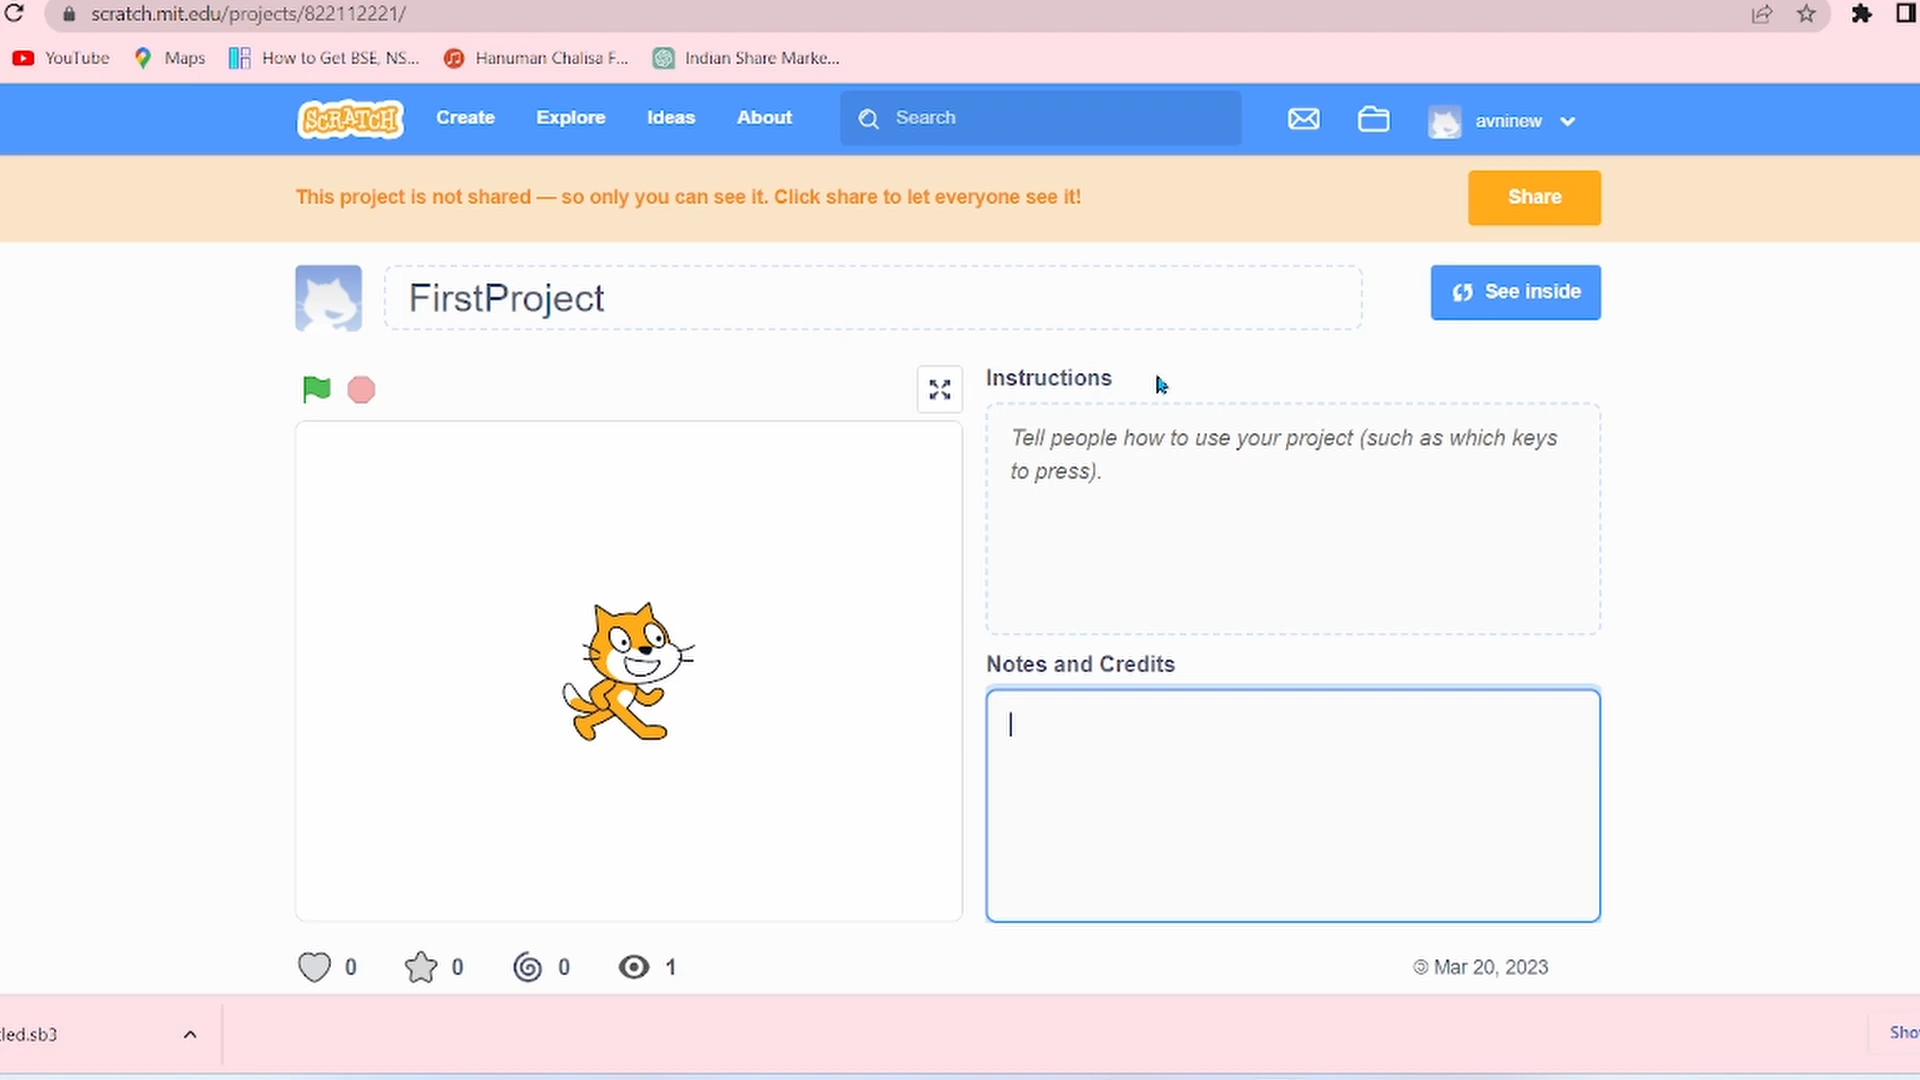 scratch.mit.edu/projects/822112221/
YouTube Maps How to Get BSE, NS... Hanuman Chalisa F... Indian Share Marke...
SCRATCH Create Explore Ideas About Search avninew
This project is not shared — so only you can see it. Click share to let everyone see it! Share
FirstProject See inside
Instructions
Tell people how to use your project (such as which keys
to press).
Notes and Credits
0 0 0 1 Mar 20, 2023
led.sb3 Sho